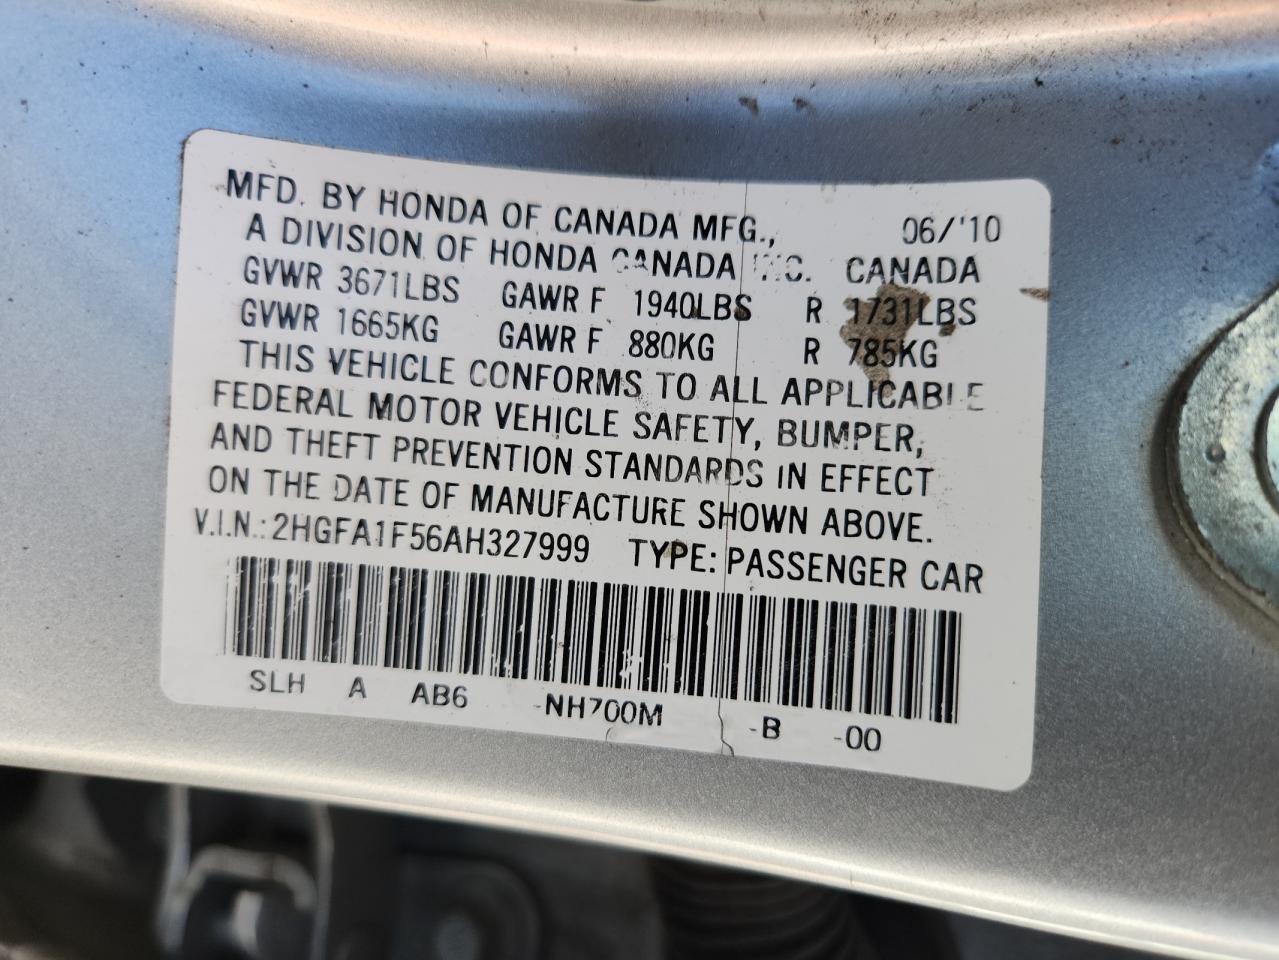 MFD. BY HONDA OF CANADA MFG., 06/'10
A DIVISION OF HONDA CANADA INC. CANADA
GVWR 3671LBS GAWR F 1940LBS R 1731LBS
GVWR 1665KG GAWR F 880KG R 785KG
THIS VEHICLE CONFORMS TO ALL APPLICABLE
FEDERAL MOTOR VEHICLE SAFETY, BUMPER,
AND THEFT PREVENTION STANDARDS IN EFFECT
ON THE DATE OF MANUFACTURE SHOWN ABOVE.
V.I.N.: 2HGFA1F56AH327999 TYPE: PASSENGER CAR
SLH A AB6 -NH700M -B -00